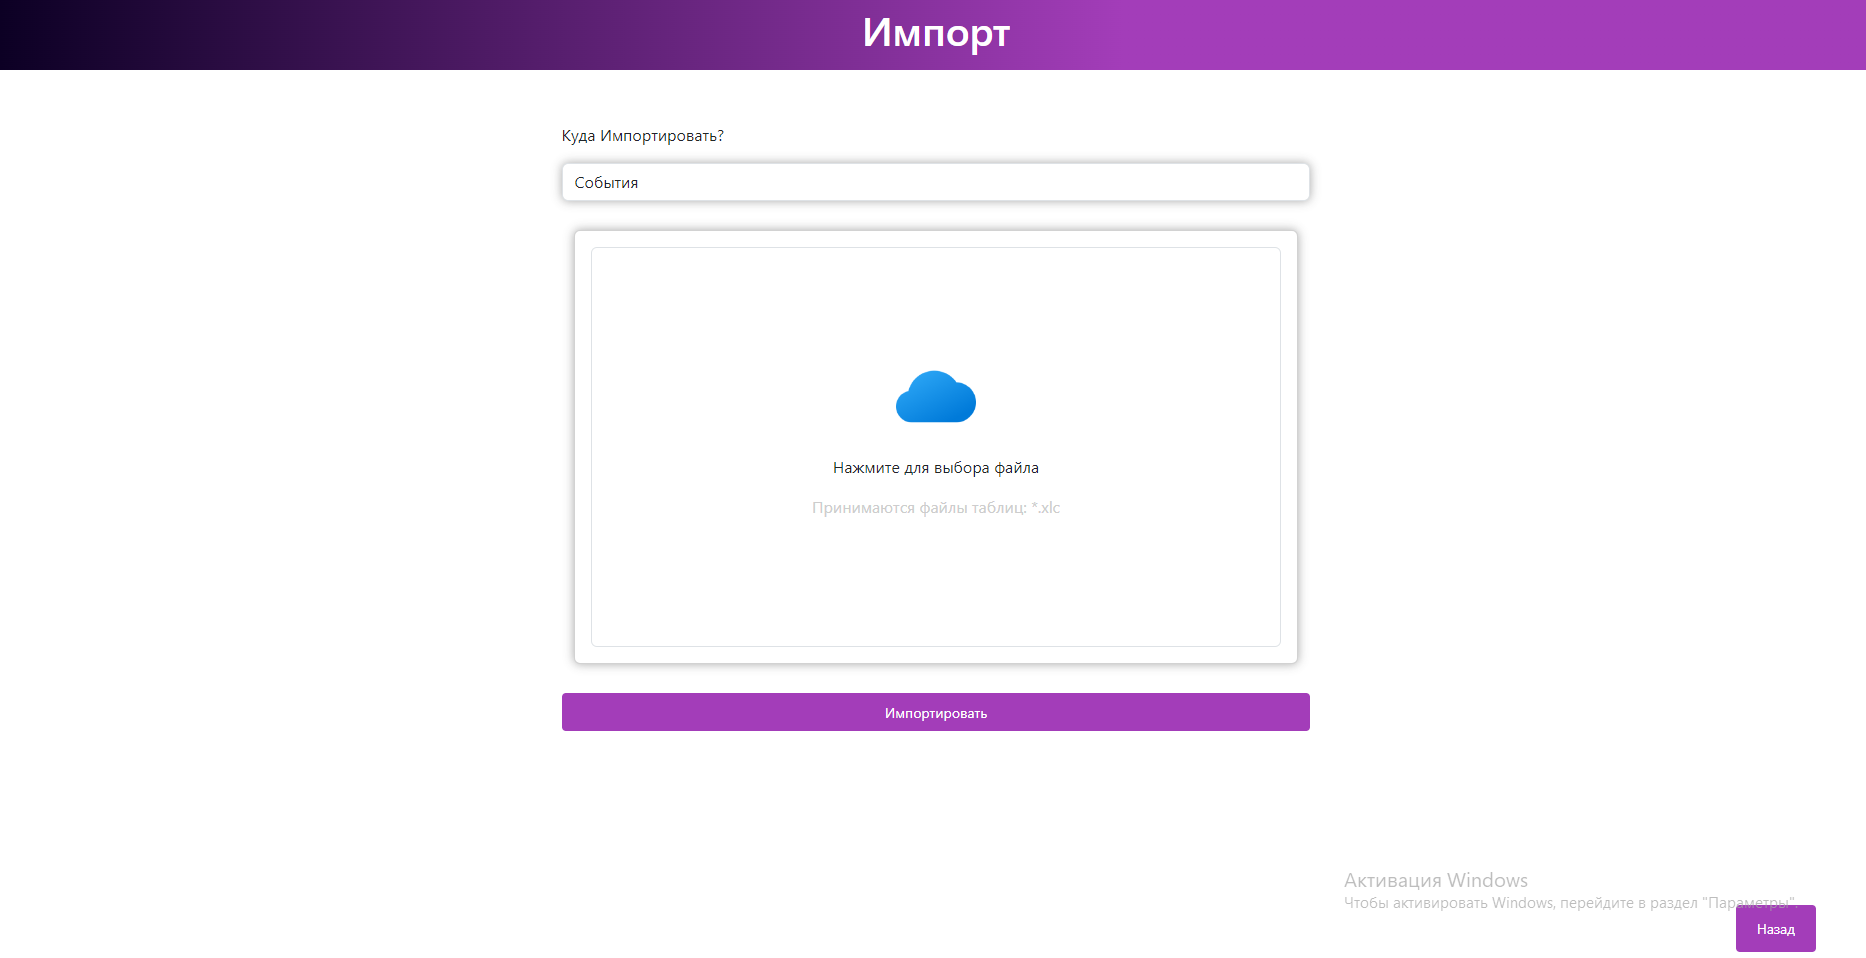 Импорт
Куда Импортировать?
События
Нажмите для выбора файла
Принимаются файлы таблиц: *.xlc
Импортировать
Активация Windows
Чтобы активировать Windows, перейдите в раздел "Параметры".
Назад